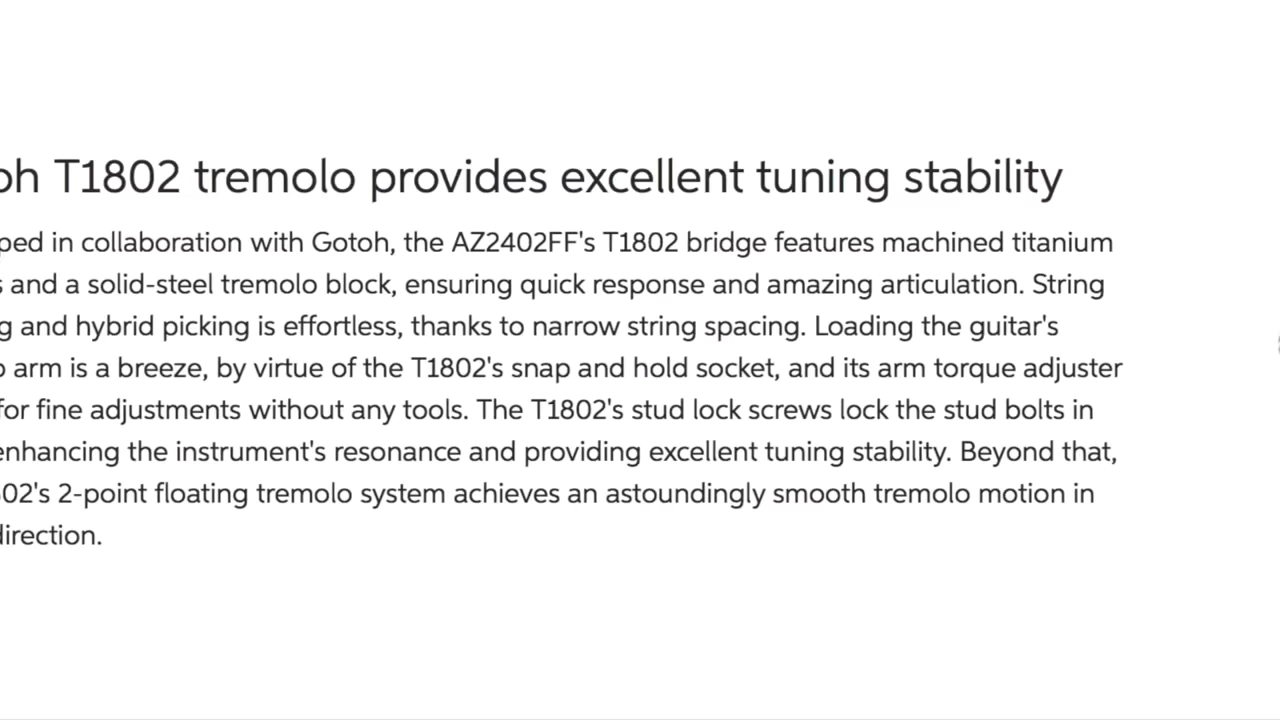 oh T1802 tremolo provides excellent tuning stability
ped in collaboration with Gotoh, the AZ2402FF's T1802 bridge features machined titanium
s and a solid-steel tremolo block, ensuring quick response and amazing articulation. String
g and hybrid picking is effortless, thanks to narrow string spacing. Loading the guitar's
o arm is a breeze, by virtue of the T1802's snap and hold socket, and its arm torque adjuster
for fine adjustments without any tools. The T1802's stud lock screws lock the stud bolts in
enhancing the instrument's resonance and providing excellent tuning stability. Beyond that,
02's 2-point floating tremolo system achieves an astoundingly smooth tremolo motion in
direction.